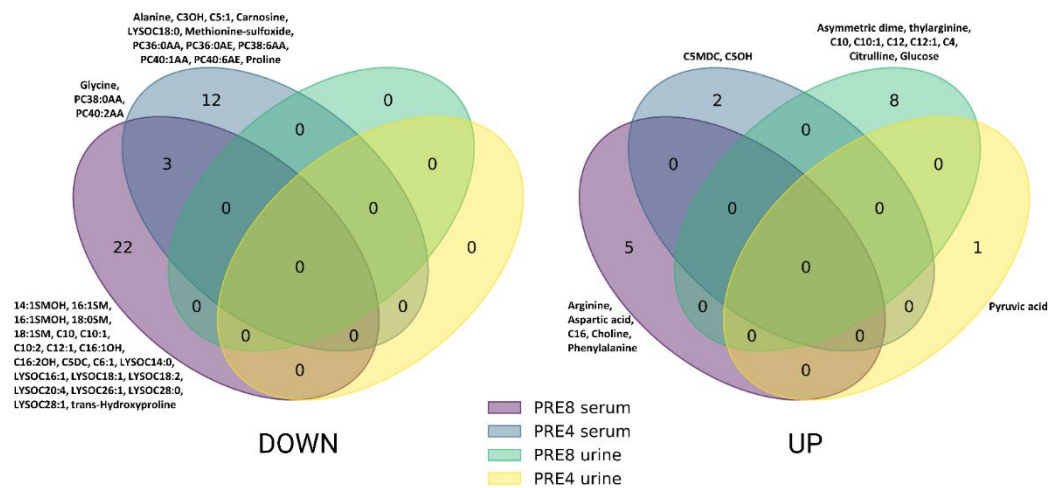 Alanine, C3OH, C5:1, Carnosine,
LYSOC18:0, Methionine-sulfoxide,
PC36:0AA, PC36:0AE, PC38:6AA,
PC40:1AA, PC40:6AE, Proline
Glycine,
PC38:0AA,
PC40:2AA
12
0
0
3
0
0
0
22
0
0
0
0
0
0
0
14:1SMOH, 16:1SM,
16:1SMOH, 18:0SM,
18:1SM, C10, C10:1,
C10:2, C12:1, C16:1OH,
C16:2OH, C5DC, C6:1, LYSOC14:0,
LYSOC16:1, LYSOC18:1, LYSOC18:2,
LYSOC20:4, LYSOC26:1, LYSOC28:0,
LYSOC28:1, trans-Hydroxyproline
DOWN
C5MDC, C5OH
Asymmetric dime, thylarginine,
C10, C10:1, C12, C12:1, C4,
Citrulline, Glucose
2
8
0
0
0
0
0
5
0
1
0
0
0
0
0
Arginine,
Aspartic acid,
C16, Choline,
Phenylalanine
Pyruvic acid
UP
PRE8 serum
PRE4 serum
PRE8 urine
PRE4 urine